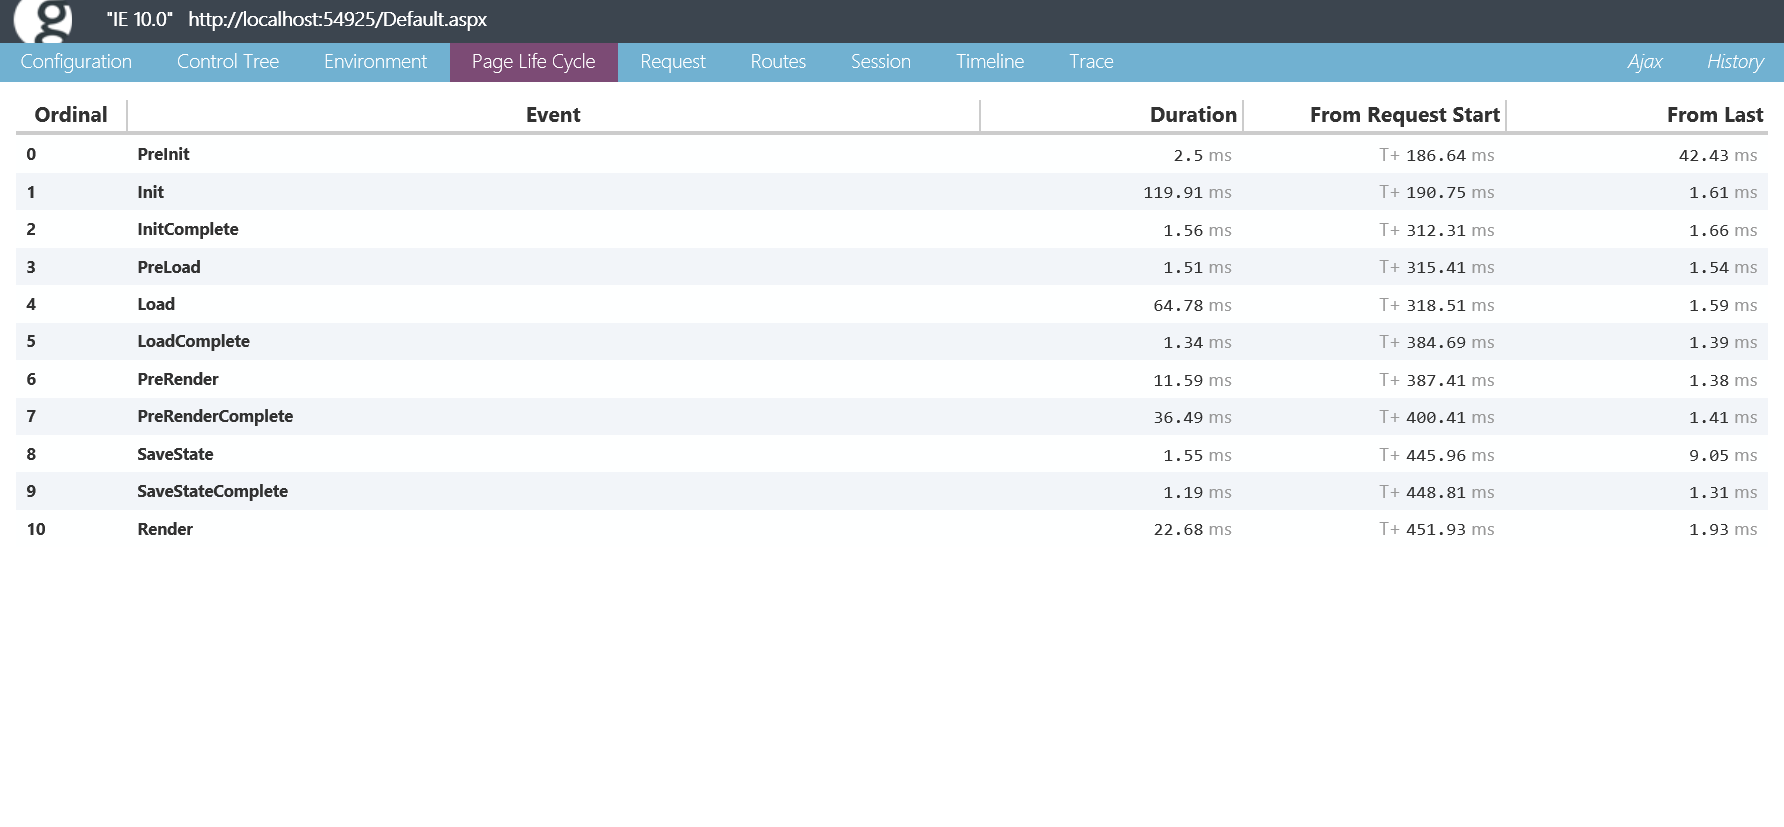 "IE 10.0" http://localhost:54925/Default.aspx
Configuration Control Tree Environment Page Life Cycle Request Routes Session Timeline Trace Ajax History
Ordinal Event Duration From Request Start From Last
0 PreInit 2.5 ms T+ 186.64 ms 42.43 ms
1 Init 119.91 ms T+ 190.75 ms 1.61 ms
2 InitComplete 1.56 ms T+ 312.31 ms 1.66 ms
3 PreLoad 1.51 ms T+ 315.41 ms 1.54 ms
4 Load 64.78 ms T+ 318.51 ms 1.59 ms
5 LoadComplete 1.34 ms T+ 384.69 ms 1.39 ms
6 PreRender 11.59 ms T+ 387.41 ms 1.38 ms
7 PreRenderComplete 36.49 ms T+ 400.41 ms 1.41 ms
8 SaveState 1.55 ms T+ 445.96 ms 9.05 ms
9 SaveStateComplete 1.19 ms T+ 448.81 ms 1.31 ms
10 Render 22.68 ms T+ 451.93 ms 1.93 ms